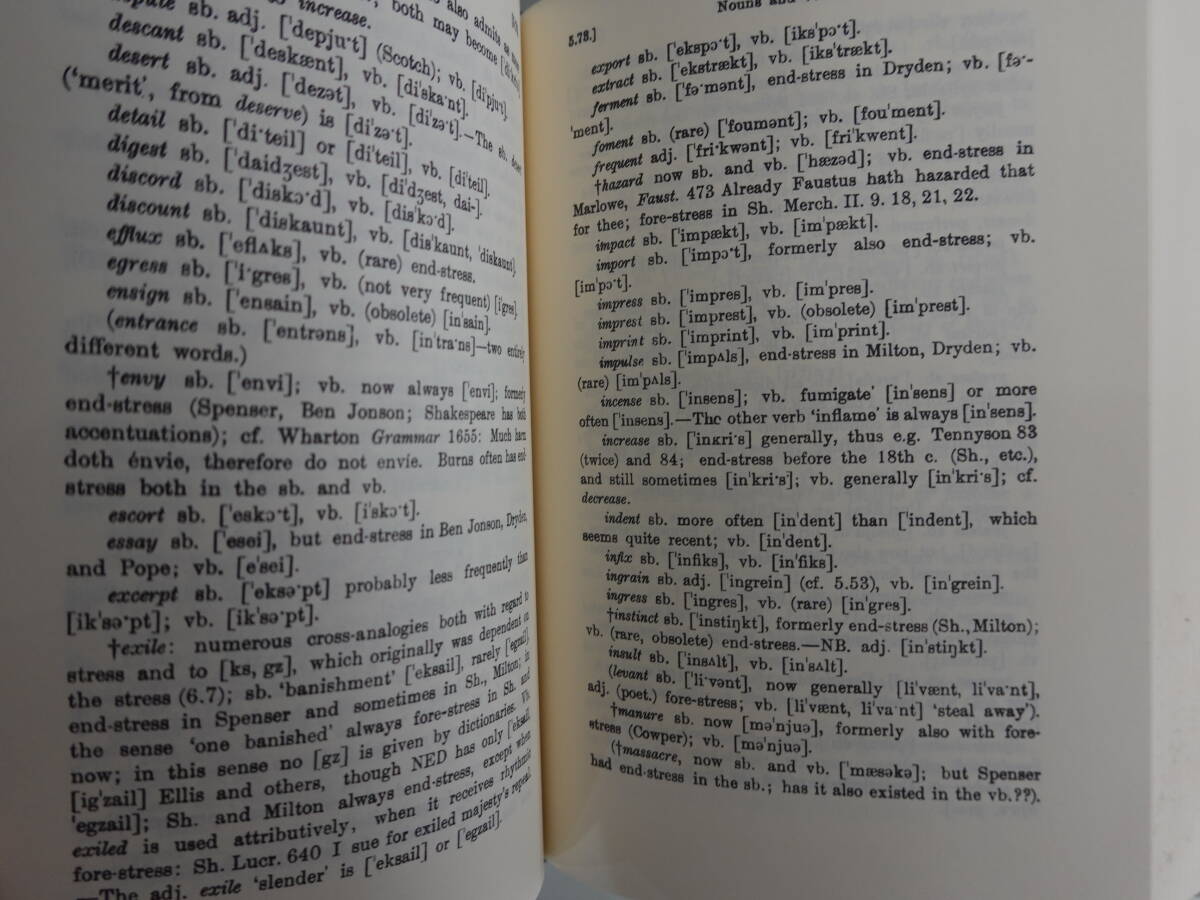 also admits
to increase. both may become [di
sb. adj. ['depju·t] (Scotch); vb. [di'pju·t].
descant sb. ['deskænt], vb. [di'ska·nt].
desert sb. adj. ['dezət], vb. [di'zə·t].—The sb. desert
('merit', from deserve) is [di'zə·t].
detail sb. ['di·teil] or [di'teil], vb. [di'teil].
digest sb. ['daidʒest], vb. [di'dʒest, dai-].
discord sb. ['diskɔ·d], vb. [dis'kɔ·d].
discount sb. ['diskaunt], vb. [dis'kaunt, 'diskaunt].
efflux sb. ['eflʌks], vb. (rare) end-stress.
egress sb. ['i·gres], vb. (not very frequent) [i'gres].
ensign sb. ['ensain], vb. (obsolete) [in'sain].
(entrance sb. ['entrəns], vb. [in'tra·ns]—two entirely
different words.)
†envy sb. ['envi]; vb. now always ['envi]; formerly
end-stress (Spenser, Ben Jonson; Shakespeare has both
accentuations); cf. Wharton Grammar 1655: Much harm
doth énvie, therefore do not envíe. Burns often has end-
stress both in the sb. and vb.
escort sb. ['eskɔ·t], vb. [i'skɔ·t].
essay sb. ['esei], but end-stress in Ben Jonson, Dryden,
and Pope; vb. [e'sei].
excerpt sb. ['eksə·pt] probably less frequently than
[ik'sə·pt]; vb. [ik'sə·pt].
†exile: numerous cross-analogies both with regard to
stress and to [ks, gz], which originally was dependent on
the stress (6.7); sb. 'banishment' ['eksail], rarely [egzail],
end-stress in Spenser and sometimes in Sh., Milton; in
the sense 'one banished' always fore-stress in Sh. and
now; in this sense no [gz] is given by dictionaries. Vb.
[ig'zail] Ellis and others, though NED has only ['eksail,
'egzail]; Sh. and Milton always end-stress, except when
exiled is used attributively, when it receives rhythmic
fore-stress: Sh. Lucr. 640 I sue for exiled majesty's repeal.
—The adj. exile 'slender' is ['eksail] or ['egzail].
Nouns and
5.73.]
export sb. ['ekspɔ·t], vb. [iks'pɔ·t].
extract sb. ['ekstrækt], vb. [iks'trækt].
ferment sb. ['fə·mənt], end-stress in Dryden; vb. [fə·-
'ment].
foment sb. (rare) ['foumənt]; vb. [fou'ment].
frequent adj. ['fri·kwənt]; vb. [fri'kwent].
†hazard now sb. and vb. ['hæzəd]; vb. end-stress in
Marlowe, Faust. 473 Already Faustus hath hazarded that
for thee; fore-stress in Sh. Merch. II. 9. 18, 21, 22.
impact sb. ['impækt], vb. [im'pækt].
import sb. ['impɔ·t], formerly also end-stress; vb.
[im'pɔ·t].
impress sb. ['impres], vb. [im'pres].
imprest sb. ['imprest], vb. (obsolete) [im'prest].
imprint sb. ['imprint], vb. [im'print].
impulse sb. ['impʌls], end-stress in Milton, Dryden; vb.
(rare) [im'pʌls].
incense sb. ['insens]; vb. fumigate' [in'sens] or more
often ['insens].—The other verb 'inflame' is always [in'sens].
increase sb. ['inkri·s] generally, thus e.g. Tennyson 83
(twice) and 84; end-stress before the 18th c. (Sh., etc.),
and still sometimes [in'kri·s]; vb. generally [in'kri·s]; cf.
decrease.
indent sb. more often [in'dent] than ['indent], which
seems quite recent; vb. [in'dent].
infix sb. ['infiks], vb. [in'fiks].
ingrain sb. adj. ['ingrein] (cf. 5.53), vb. [in'grein].
ingress sb. ['ingres], vb. (rare) [in'gres].
†instinct sb. ['instiŋkt], formerly end-stress (Sh., Milton);
vb. (rare, obsolete) end-stress.—NB. adj. [in'stiŋkt].
insult sb. ['insʌlt], vb. [in'sʌlt].
(levant sb. ['li·vənt], now generally [li'vænt, li'va·nt],
adj. (poet.) fore-stress; vb. [li'vænt, li'va·nt] 'steal away').
†manure sb. now [mə'njuə], formerly also with fore-
stress (Cowper); vb. [mə'njuə].
(†massacre, now sb. and vb. ['mæsəkə]; but Spenser
had end-stress in the sb.; has it also existed in the vb.??).